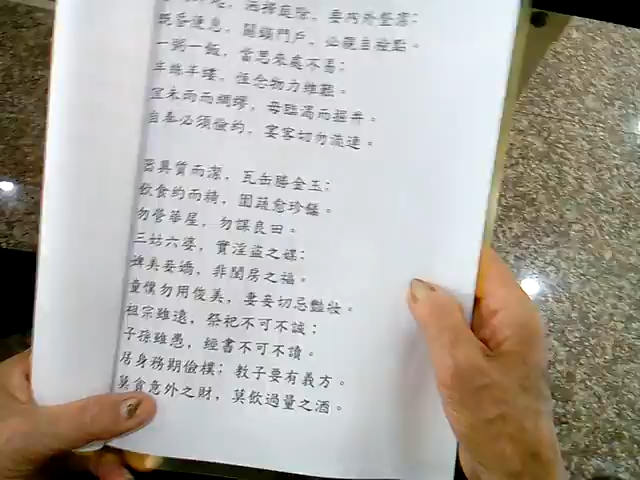 灑掃庭除，要內外整潔；
既昏便息，關鎖門戶，必親自檢點。
一粥一飯，當思來處不易；
半絲半縷，恆念物力維艱。
宜未雨而綢繆，毋臨渴而掘井。
自奉必須儉約，宴客切勿流連。
器具質而潔，瓦缶勝金玉；
飲食約而精，園蔬愈珍饈。
勿營華屋，勿謀良田。
三姑六婆，實淫盜之媒；
婢美妾嬌，非閨房之福。
童僕勿用俊美，妻妾切忌豔妝。
祖宗雖遠，祭祀不可不誠；
子孫雖愚，經書不可不讀。
居身務期儉樸；教子要有義方。
莫貪意外之財，莫飲過量之酒。